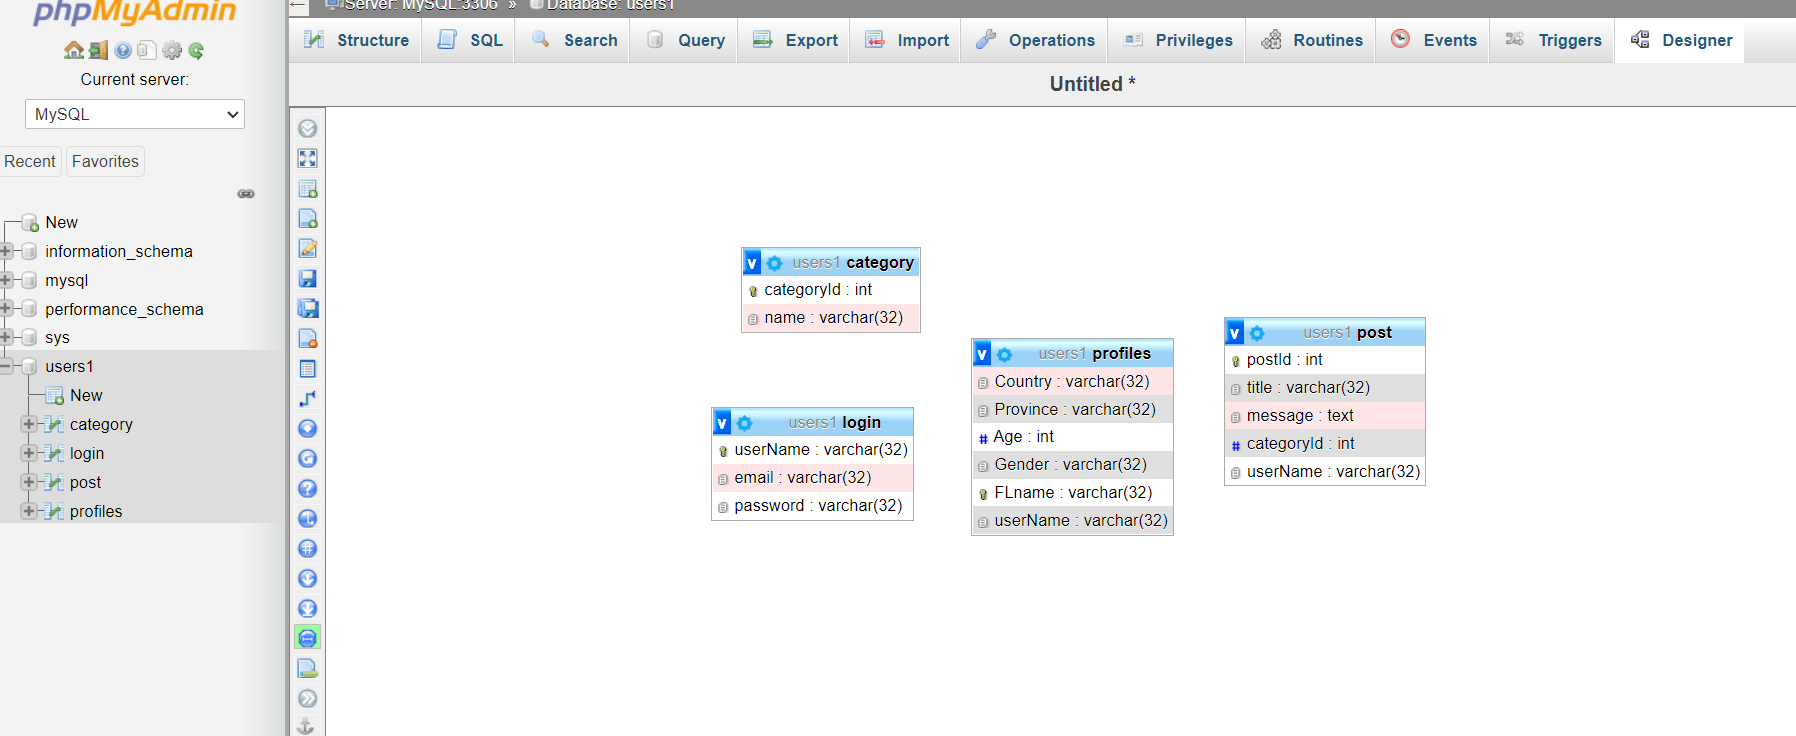 phpMyAdmin
Current server:
MySQL
Recent Favorites
New
information_schema
mysql
performance_schema
sys
users1
New
category
login
post
profiles
Server: MySQL:3306 » Database: users1
Structure SQL Search Query Export Import Operations Privileges Routines Events Triggers Designer
Untitled *
v users1 category
categoryId : int
name : varchar(32)
v users1 login
userName : varchar(32)
email : varchar(32)
password : varchar(32)
v users1 profiles
Country : varchar(32)
Province : varchar(32)
# Age : int
Gender : varchar(32)
FLname : varchar(32)
userName : varchar(32)
v users1 post
postId : int
title : varchar(32)
message : text
# categoryId : int
userName : varchar(32)